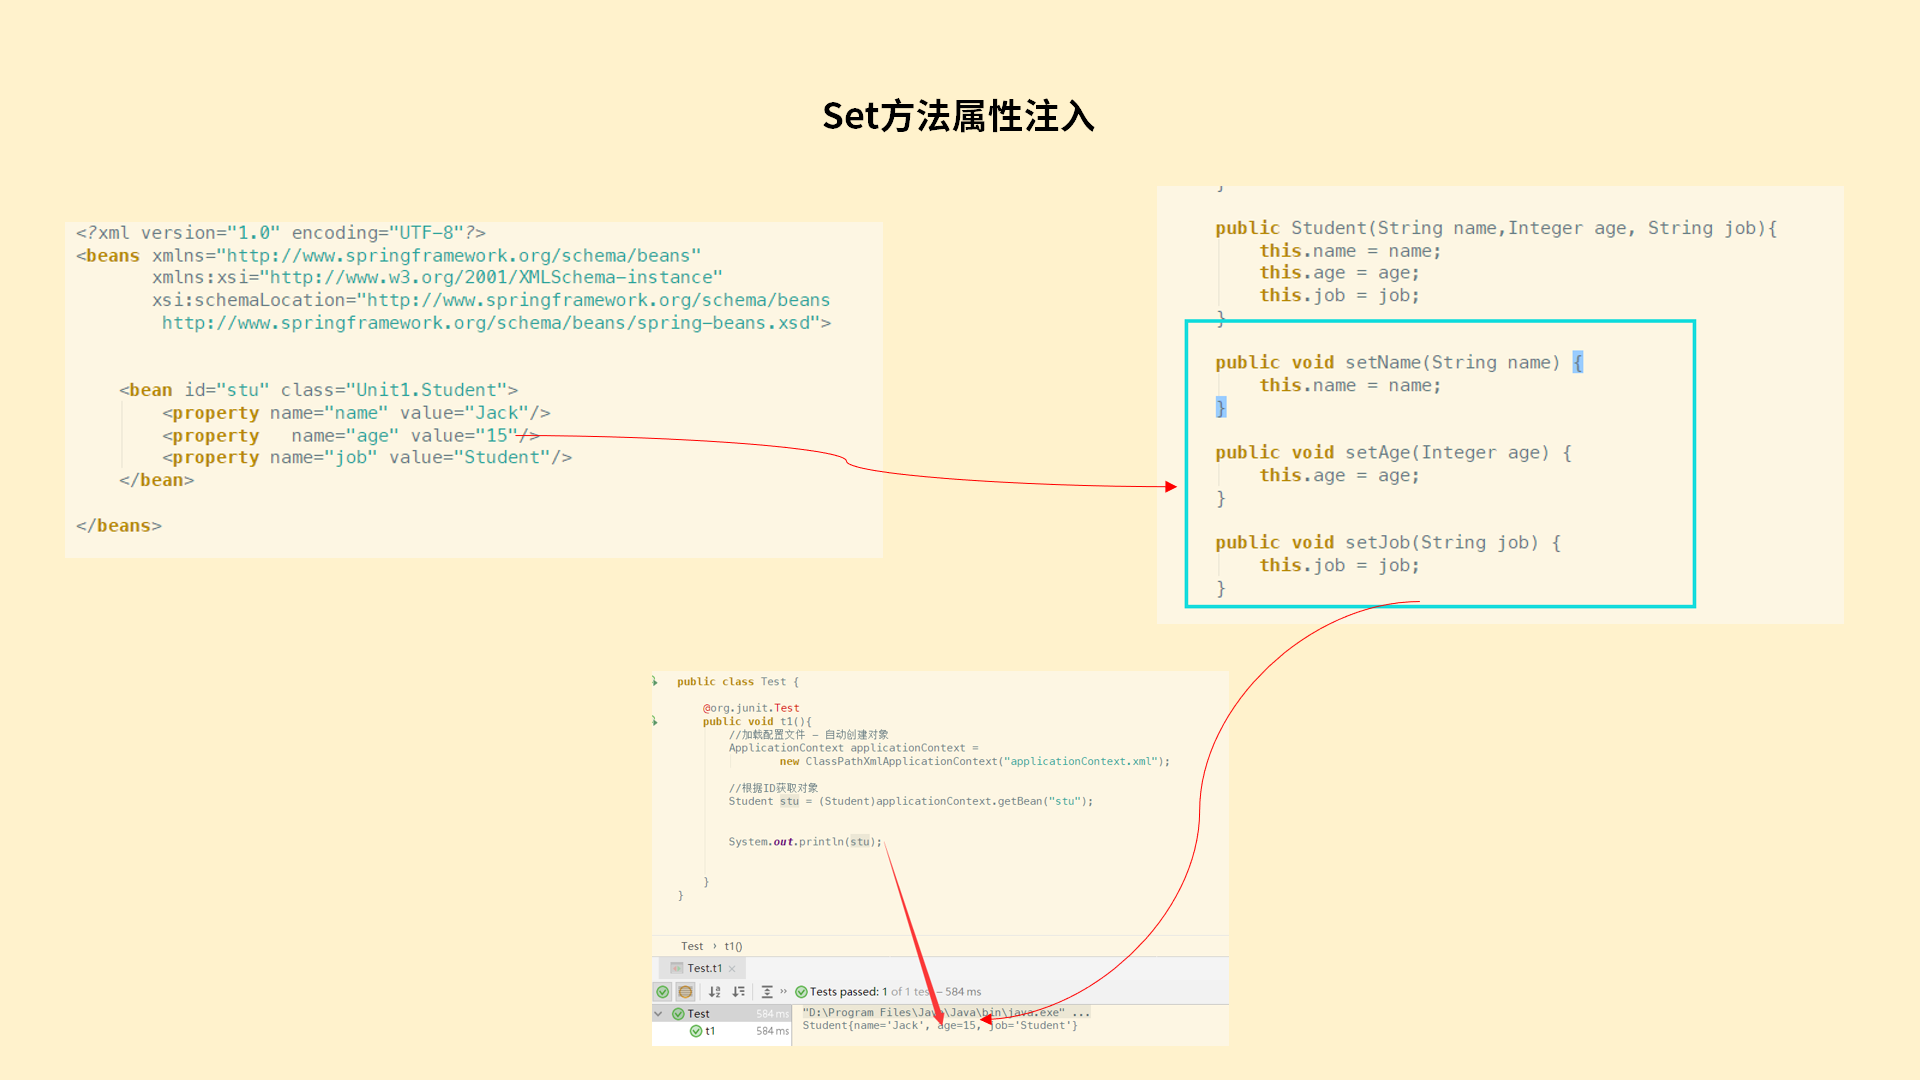 Set方法属性注入
<?xml version="1.0" encoding="UTF-8"?>
<beans xmlns="http://www.springframework.org/schema/beans"
xmlns:xsi="http://www.w3.org/2001/XMLSchema-instance"
xsi:schemaLocation="http://www.springframework.org/schema/beans
http://www.springframework.org/schema/beans/spring-beans.xsd">
<bean id="stu" class="Unit1.Student">
<property name="name" value="Jack"/>
<property name="age" value="15"/>
<property name="job" value="Student"/>
</bean>
</beans>
}
public Student(String name,Integer age, String job){
this.name = name;
this.age = age;
this.job = job;
}
public void setName(String name) {
this.name = name;
}
public void setAge(Integer age) {
this.age = age;
}
public void setJob(String job) {
this.job = job;
}
public class Test {
@org.junit.Test
public void t1(){
//加载配置文件 - 自动创建对象
ApplicationContext applicationContext =
new ClassPathXmlApplicationContext("applicationContext.xml");
//根据ID获取对象
Student stu = (Student)applicationContext.getBean("stu");
System.out.println(stu);
}
}
Test › t1()
Test.t1
Tests passed: 1 of 1 test – 584 ms
Test 584 ms
t1 584 ms
"D:\Program Files\Java\Java\bin\java.exe" ...
Student{name='Jack', age=15, job='Student'}